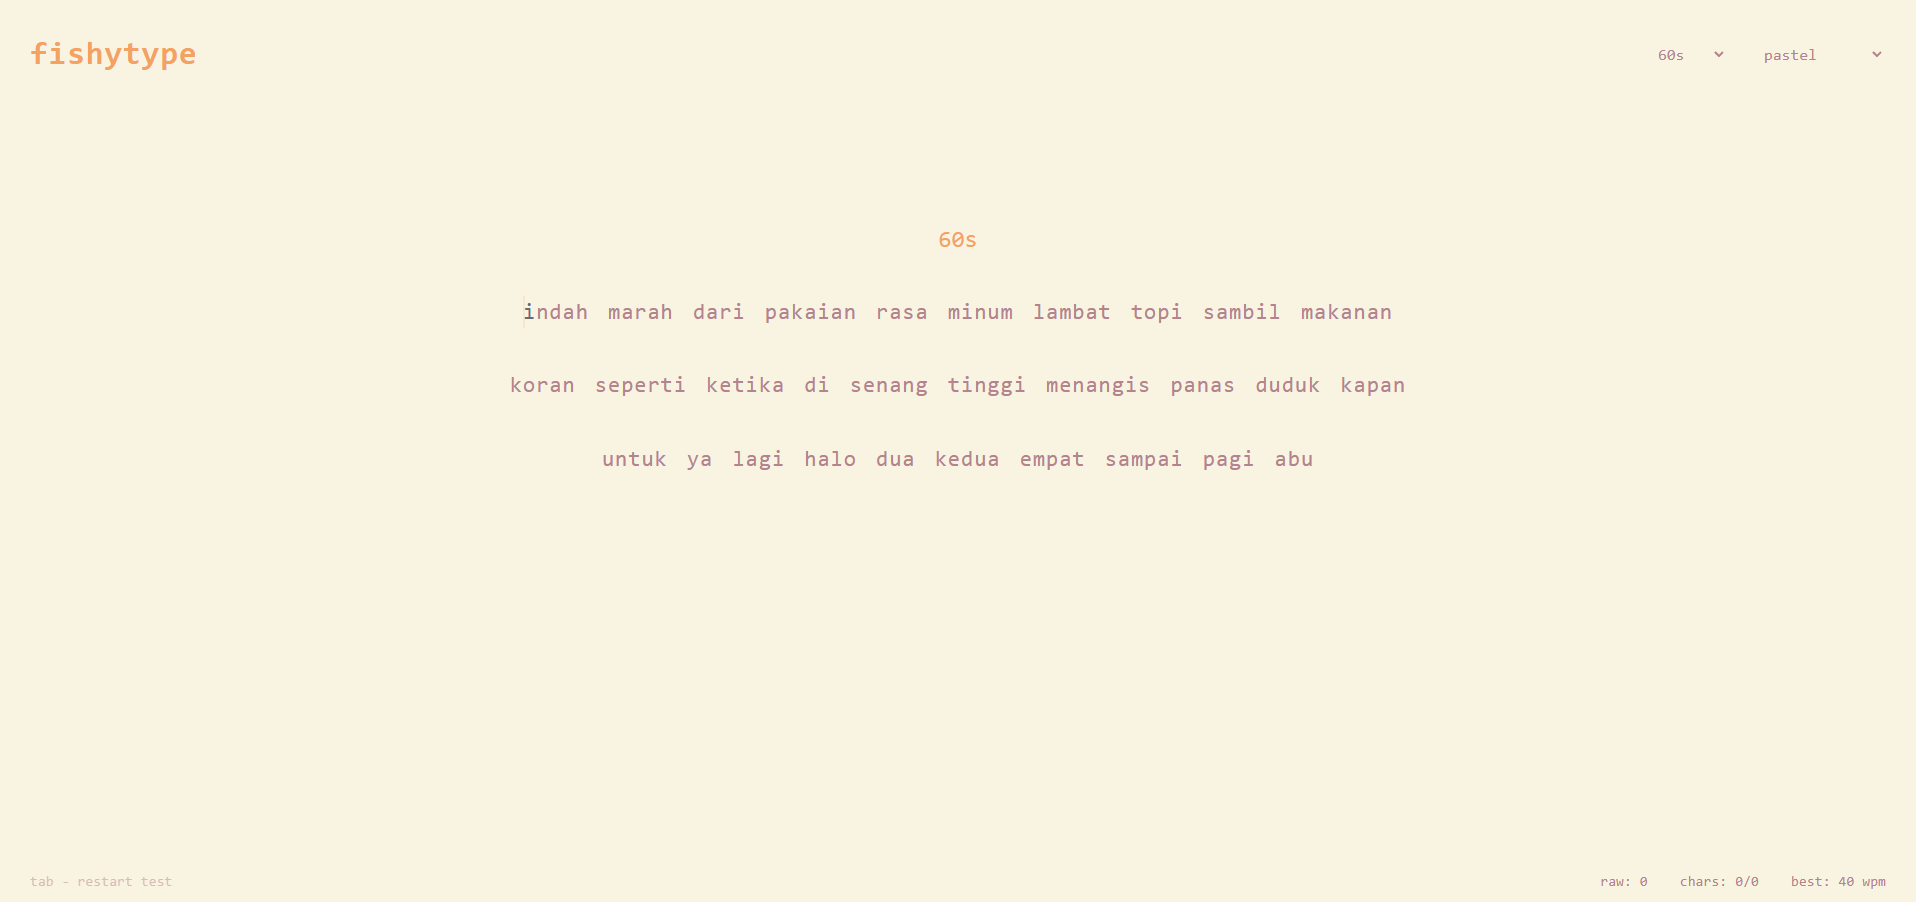 fishytype
60s pastel
60s
indah marah dari pakaian rasa minum lambat topi sambil makanan
koran seperti ketika di senang tinggi menangis panas duduk kapan
untuk ya lagi halo dua kedua empat sampai pagi abu
tab - restart test
raw: 0 chars: 0/0 best: 40 wpm